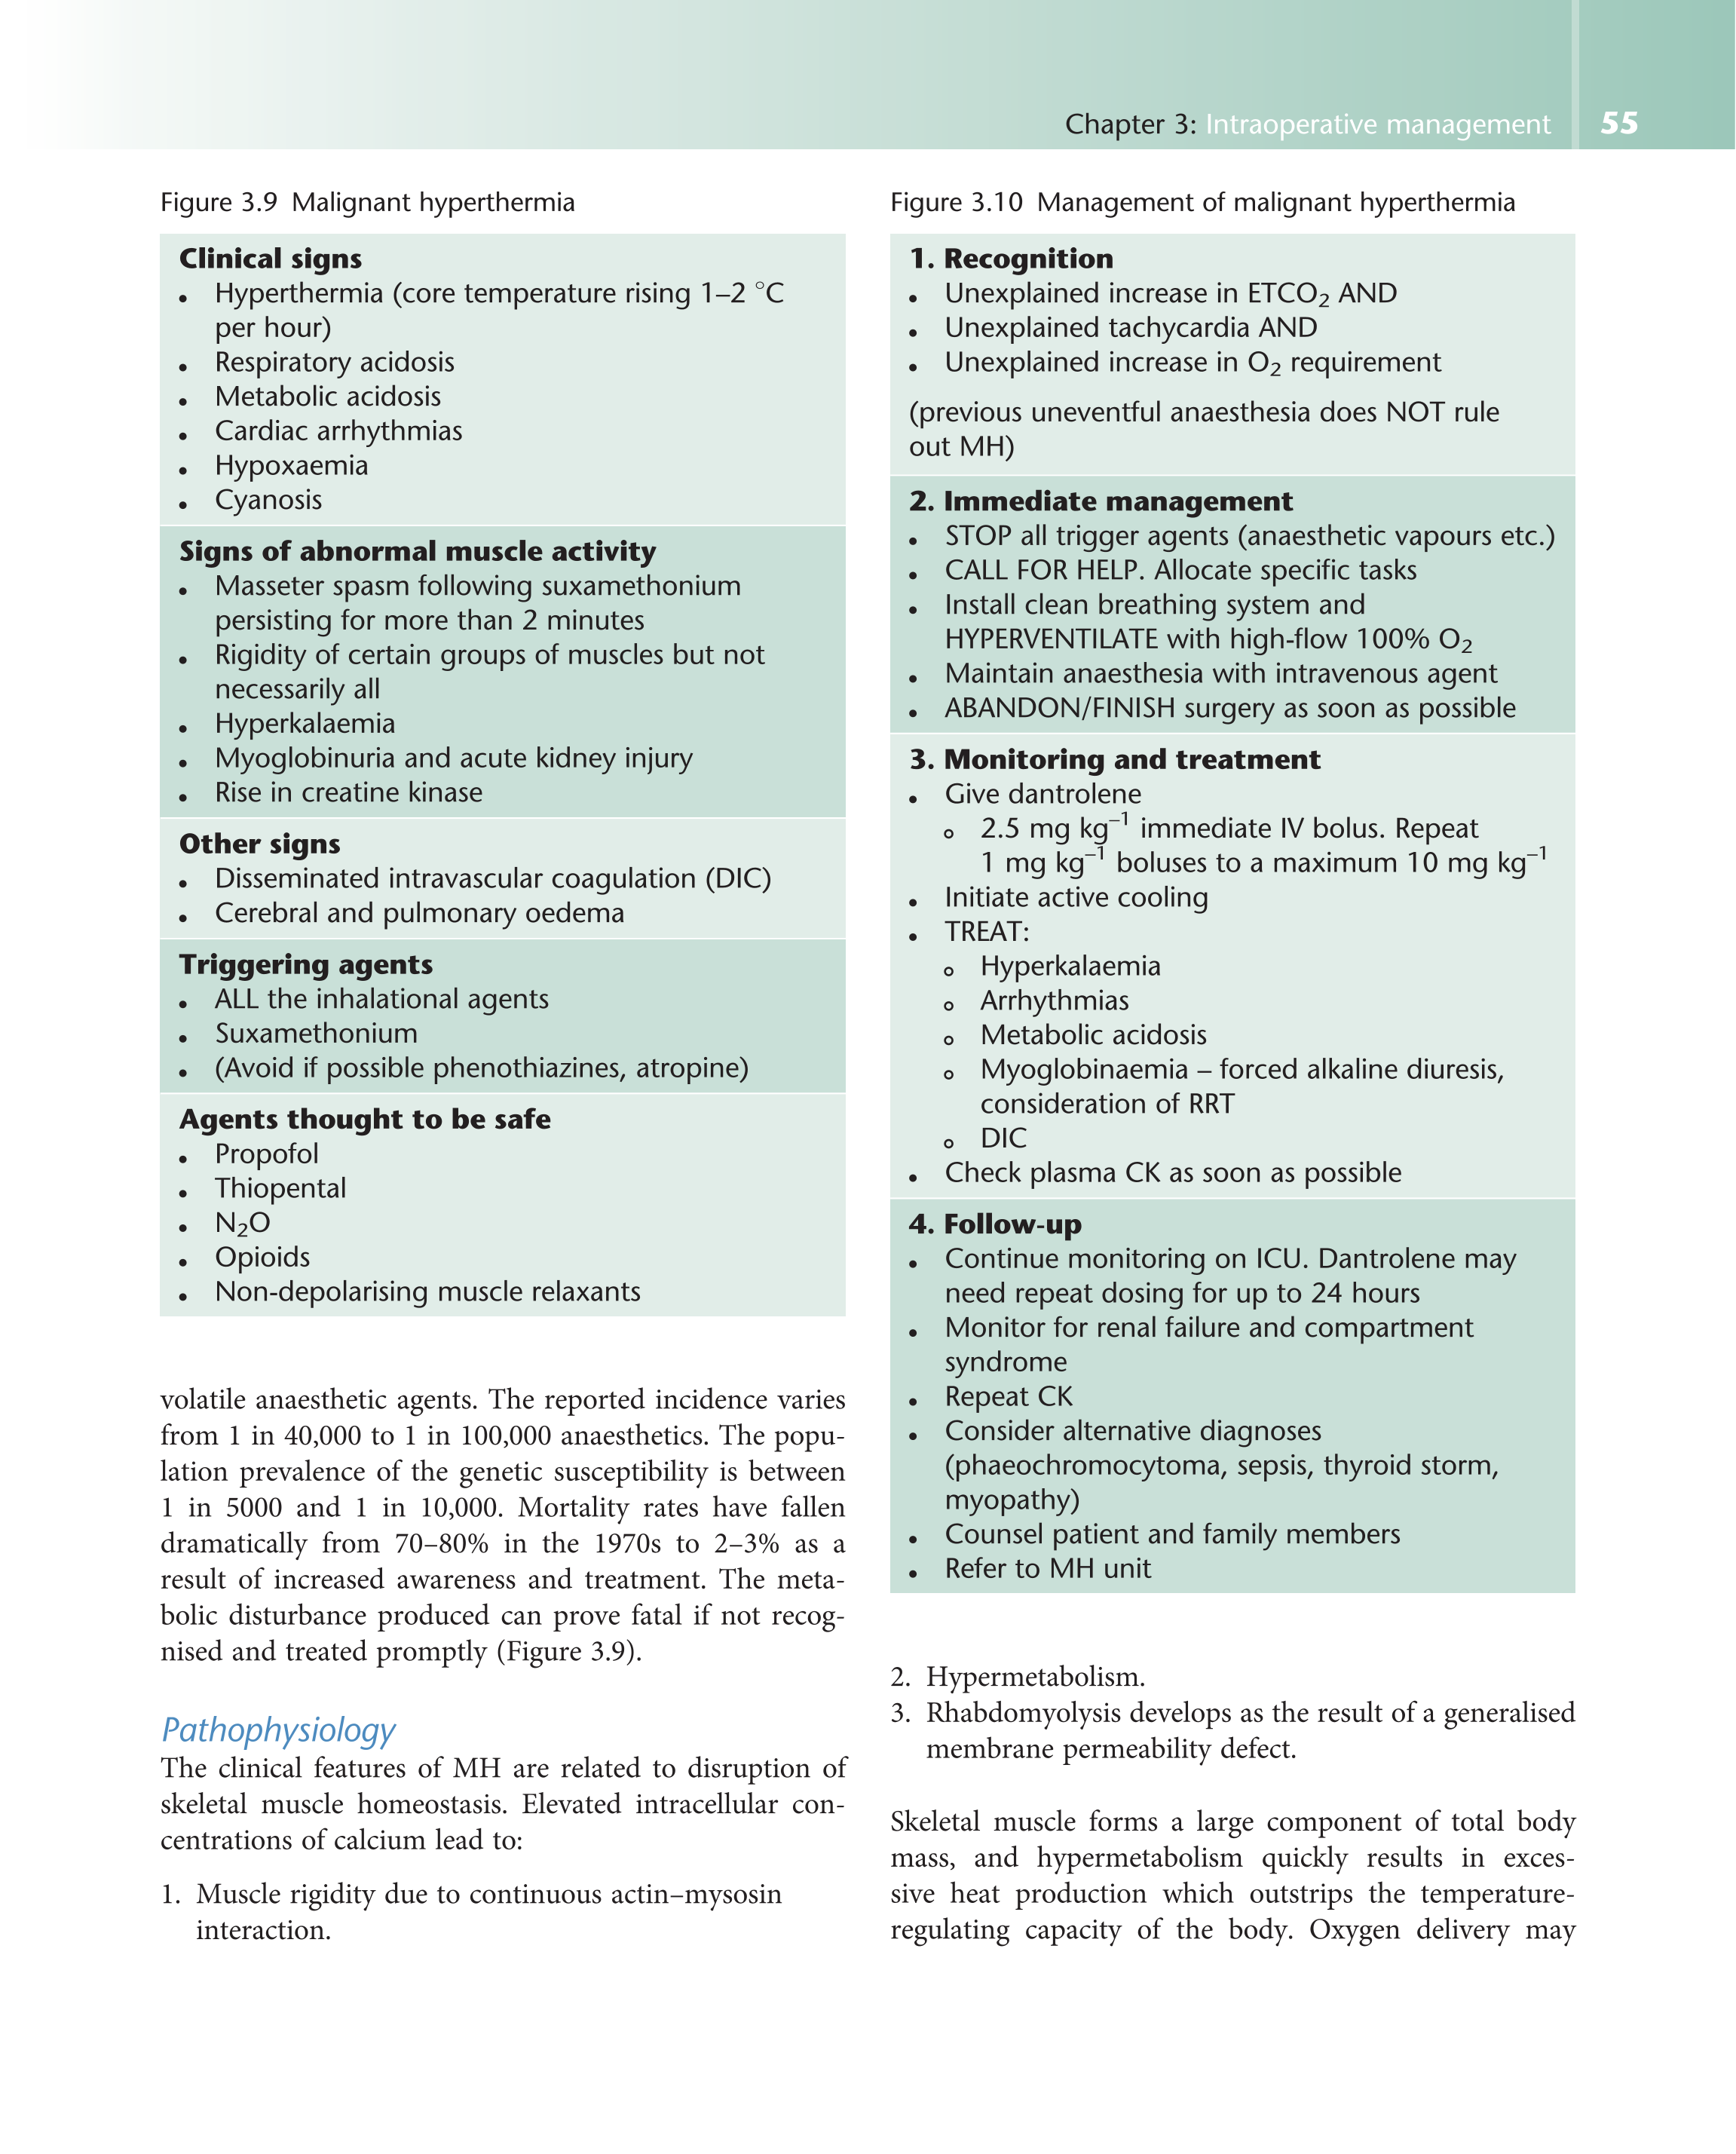 Chapter 3: Intraoperative management 55
Figure 3.9 Malignant hyperthermia
Clinical signs
• Hyperthermia (core temperature rising 1–2 °C
per hour)
• Respiratory acidosis
• Metabolic acidosis
• Cardiac arrhythmias
• Hypoxaemia
• Cyanosis
Signs of abnormal muscle activity
• Masseter spasm following suxamethonium
persisting for more than 2 minutes
• Rigidity of certain groups of muscles but not
necessarily all
• Hyperkalaemia
• Myoglobinuria and acute kidney injury
• Rise in creatine kinase
Other signs
• Disseminated intravascular coagulation (DIC)
• Cerebral and pulmonary oedema
Triggering agents
• ALL the inhalational agents
• Suxamethonium
• (Avoid if possible phenothiazines, atropine)
Agents thought to be safe
• Propofol
• Thiopental
• N₂O
• Opioids
• Non-depolarising muscle relaxants
volatile anaesthetic agents. The reported incidence varies
from 1 in 40,000 to 1 in 100,000 anaesthetics. The popu-
lation prevalence of the genetic susceptibility is between
1 in 5000 and 1 in 10,000. Mortality rates have fallen
dramatically from 70–80% in the 1970s to 2–3% as a
result of increased awareness and treatment. The meta-
bolic disturbance produced can prove fatal if not recog-
nised and treated promptly (Figure 3.9).
Pathophysiology
The clinical features of MH are related to disruption of
skeletal muscle homeostasis. Elevated intracellular con-
centrations of calcium lead to:
1. Muscle rigidity due to continuous actin–mysosin
interaction.
Figure 3.10 Management of malignant hyperthermia
1. Recognition
• Unexplained increase in ETCO₂ AND
• Unexplained tachycardia AND
• Unexplained increase in O₂ requirement
(previous uneventful anaesthesia does NOT rule
out MH)
2. Immediate management
• STOP all trigger agents (anaesthetic vapours etc.)
• CALL FOR HELP. Allocate specific tasks
• Install clean breathing system and
HYPERVENTILATE with high-flow 100% O₂
• Maintain anaesthesia with intravenous agent
• ABANDON/FINISH surgery as soon as possible
3. Monitoring and treatment
• Give dantrolene
∘ 2.5 mg kg⁻¹ immediate IV bolus. Repeat
1 mg kg⁻¹ boluses to a maximum 10 mg kg⁻¹
• Initiate active cooling
• TREAT:
∘ Hyperkalaemia
∘ Arrhythmias
∘ Metabolic acidosis
∘ Myoglobinaemia – forced alkaline diuresis,
consideration of RRT
∘ DIC
• Check plasma CK as soon as possible
4. Follow-up
• Continue monitoring on ICU. Dantrolene may
need repeat dosing for up to 24 hours
• Monitor for renal failure and compartment
syndrome
• Repeat CK
• Consider alternative diagnoses
(phaeochromocytoma, sepsis, thyroid storm,
myopathy)
• Counsel patient and family members
• Refer to MH unit
2. Hypermetabolism.
3. Rhabdomyolysis develops as the result of a generalised
membrane permeability defect.
Skeletal muscle forms a large component of total body
mass, and hypermetabolism quickly results in exces-
sive heat production which outstrips the temperature-
regulating capacity of the body. Oxygen delivery may